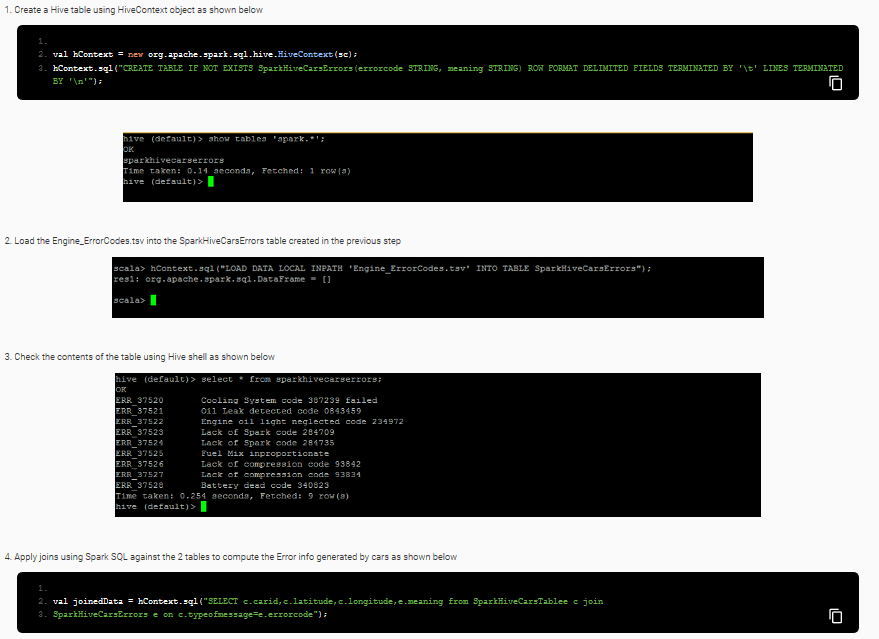 1. Create a Hive table using HiveContext object as shown below
1.
2. val hContext = new org.apache.spark.sql.hive.HiveContext(sc);
3. hContext.sql("CREATE TABLE IF NOT EXISTS SparkHiveCarsErrors(errorcode STRING, meaning STRING) ROW FORMAT DELIMITED FIELDS TERMINATED BY '\t' LINES TERMINATED
BY '\n'");
hive (default)> show tables 'spark.*';
OK
sparkhivecarserrors
Time taken: 0.14 seconds, Fetched: 1 row(s)
hive (default)>
2. Load the Engine_ErrorCodes.tsv into the SparkHiveCarsErrors table created in the previous step
scala> hContext.sql("LOAD DATA LOCAL INPATH 'Engine_ErrorCodes.tsv' INTO TABLE SparkHiveCarsErrors");
res1: org.apache.spark.sql.DataFrame = []
scala>
3. Check the contents of the table using Hive shell as shown below
hive (default)> select * from sparkhivecarserrors;
OK
ERR_37520 Cooling System code 387239 failed
ERR_37521 Oil Leak detected code 0843459
ERR_37522 Engine oil light neglected code 234972
ERR_37523 Lack of Spark code 284709
ERR_37524 Lack of Spark code 284735
ERR_37525 Fuel Mix inproportionate
ERR_37526 Lack of compression code 93842
ERR_37527 Lack of compression code 93834
ERR_37528 Battery dead code 340823
Time taken: 0.254 seconds, Fetched: 9 row(s)
hive (default)>
4. Apply joins using Spark SQL against the 2 tables to compute the Error info generated by cars as shown below
1.
2. val joinedData = hContext.sql("SELECT c.carid,c.latitude,c.longitude,e.meaning from SparkHiveCarsTablee c join
3. SparkHiveCarsErrors e on c.typeofmessage=e.errorcode");